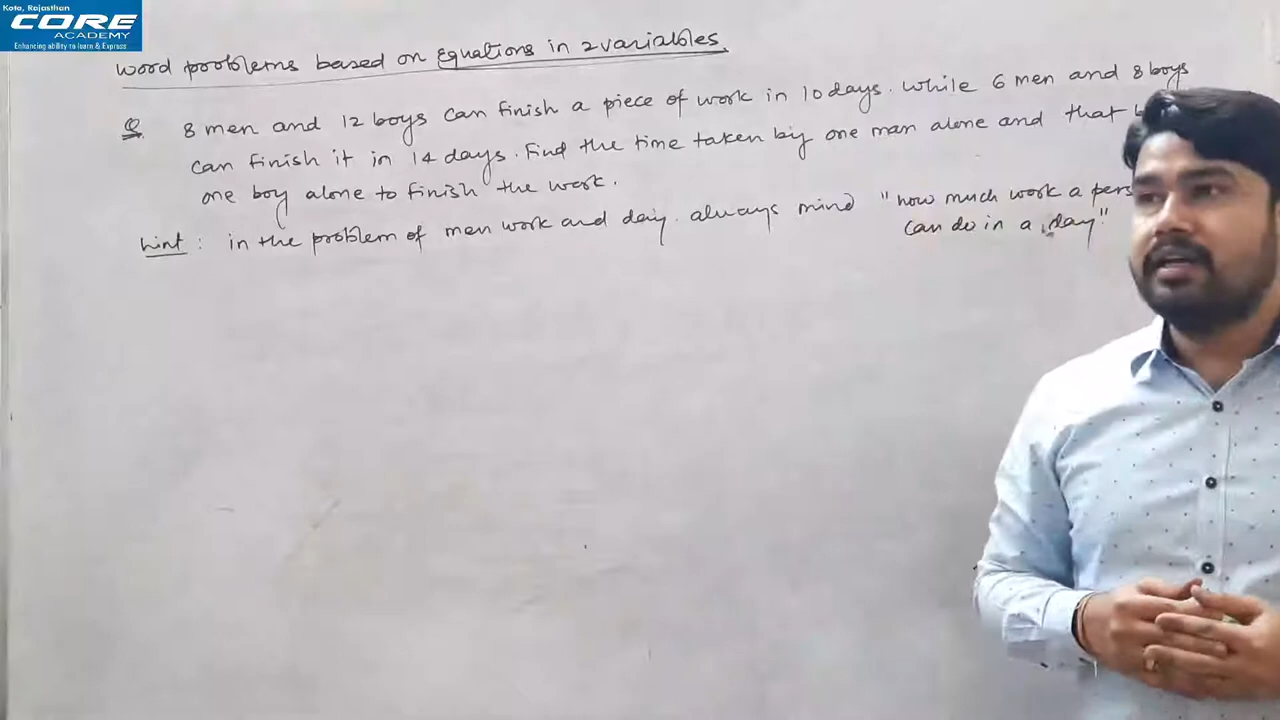 Kota, Rajasthan
CORE
ACADEMY
Enhancing ability to learn & Express
word problems based on Equations in 2 variables.
Q. 8 men and 12 boys can finish a piece of work in 10 days. While 6 men and 8 boys
can finish it in 14 days. Find the time taken by one man alone and that
one boy alone to finish the work.
hint : in the problem of men work and day. always mind "how much work a
can do in a day"